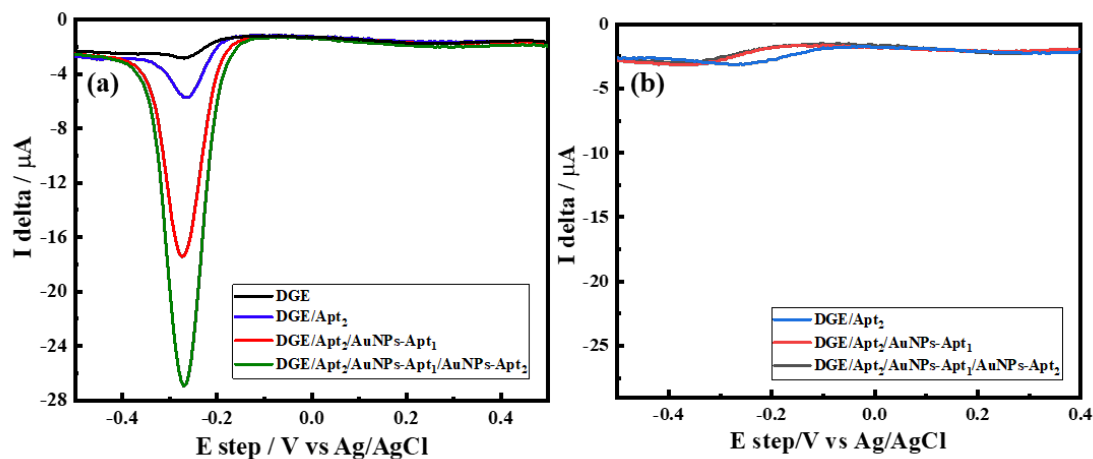 (a)
I delta / μA
0
-4
-8
-12
-16
-20
-24
-28
-0.4
-0.2
0.0
0.2
0.4
E step / V vs Ag/AgCl
DGE
DGE/Apt₂
DGE/Apt₂/AuNPs-Apt₁
DGE/Apt₂/AuNPs-Apt₁/AuNPs-Apt₂
(b)
I delta / μA
0
-5
-10
-15
-20
-25
-0.4
-0.2
0.0
0.2
0.4
E step/V vs Ag/AgCl
DGE/Apt₂
DGE/Apt₂/AuNPs-Apt₁
DGE/Apt₂/AuNPs-Apt₁/AuNPs-Apt₂